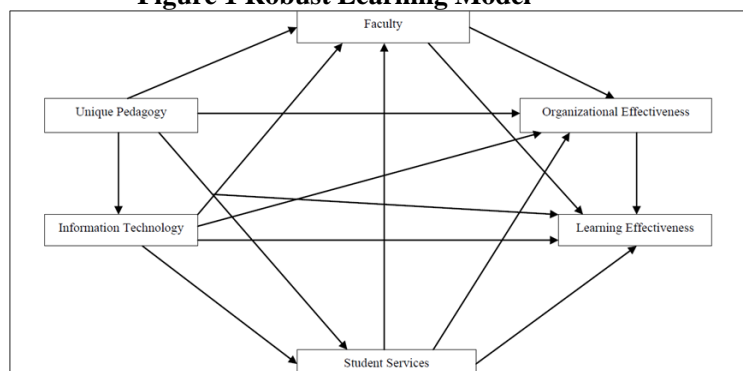 Figure 1 Robust Learning Model
Faculty
Unique Pedagogy
Organizational Effectiveness
Information Technology
Learning Effectiveness
Student Services